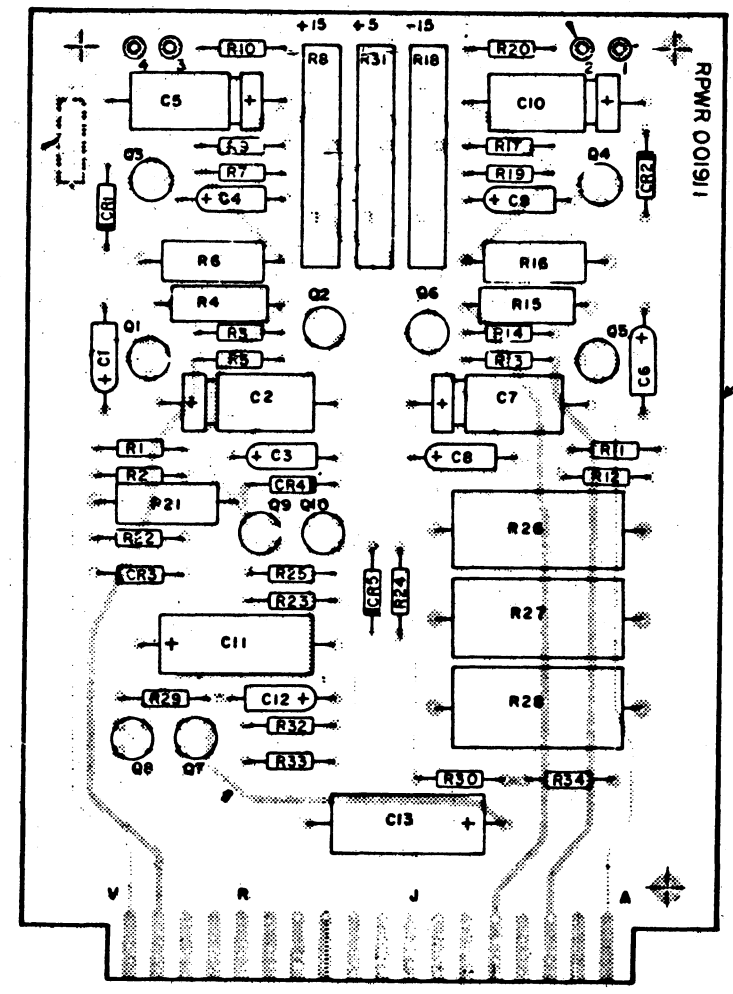 +15 +5 -15
R10 R8 R31 R18 R20
4 3 2 1
C5 + C10 +
RPWR 001911
R9 R17
Q3 R7 R19 Q4
CR1 + C4 + C9 CR2
R6 R16
R4 Q2 Q6 R15
Q1 R3 R14 Q5
C1 + R5 R13 + C6
+ C2 + C7
R1 + C3 + C8 R11
R2 CR4 R12
R21 Q9 Q10 R26
R22
CR3 R25 CR5 R24
R23 R27
+ C11
R29 C12 + R28
R32
Q8 Q7 R33
R30 R34
C13 +
V R J A